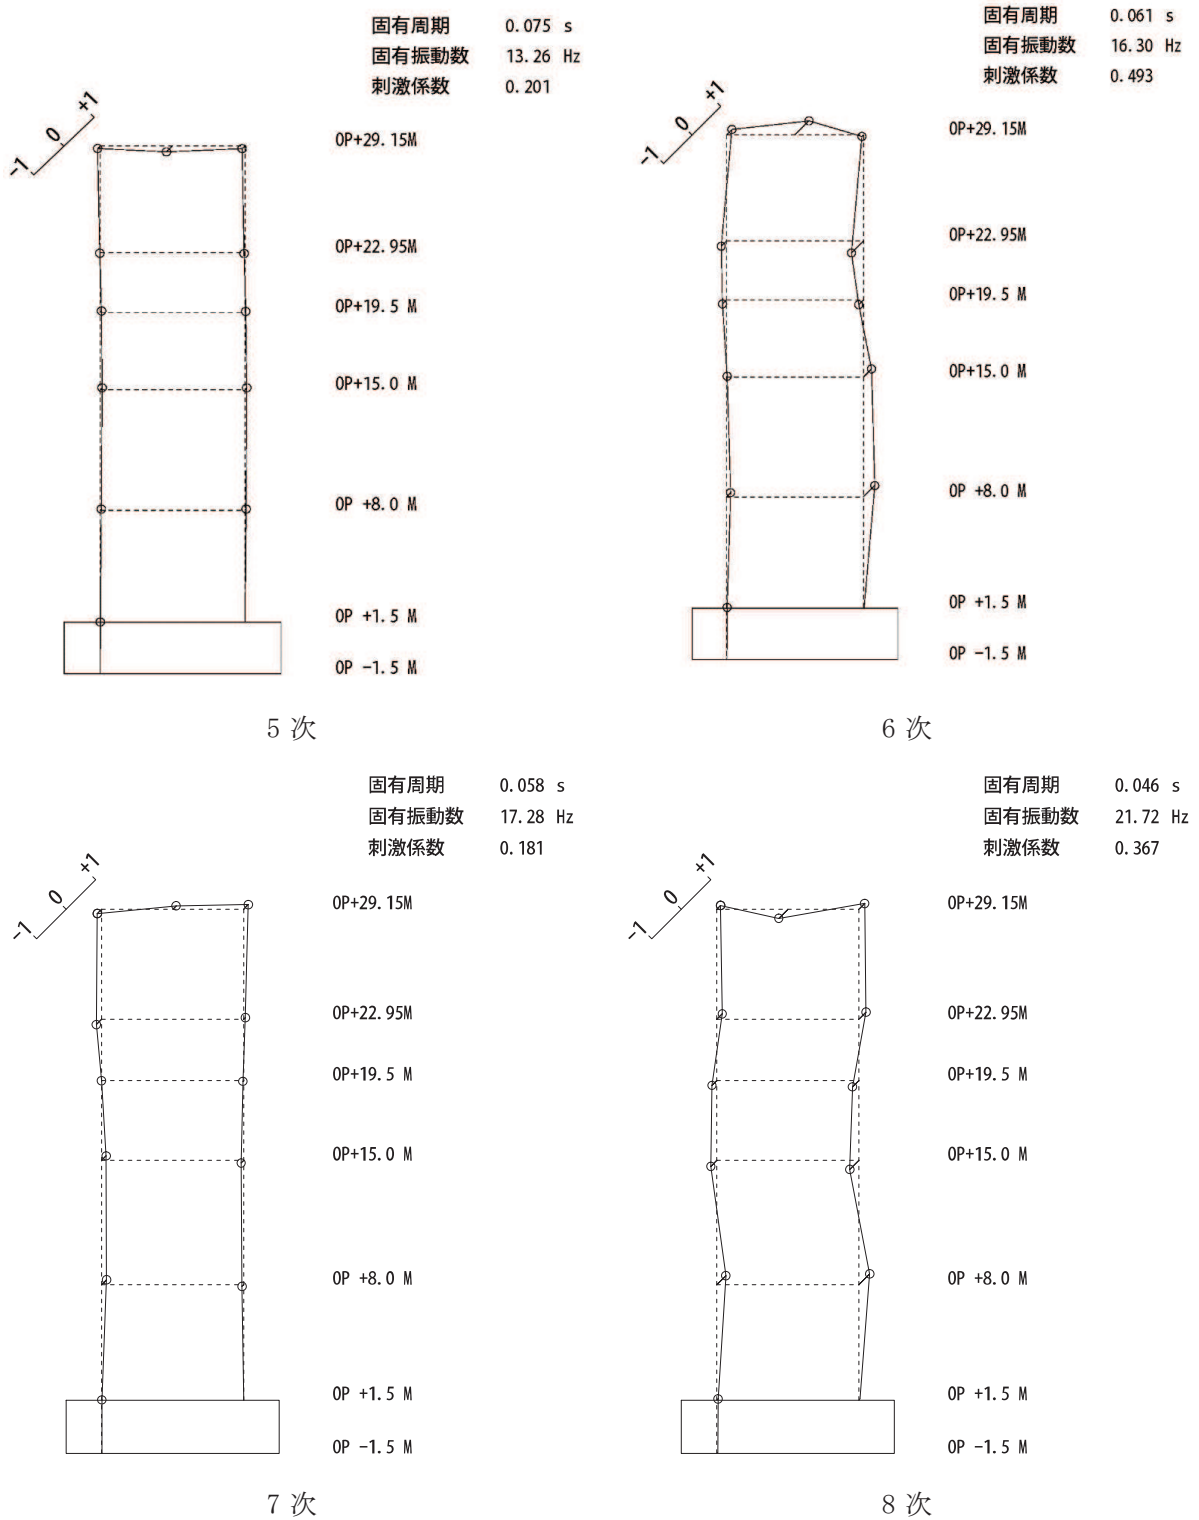 固有周期 0.075 s
固有振動数 13.26 Hz
刺激係数 0.201
-1 0 +1
OP+29.15M
OP+22.95M
OP+19.5 M
OP+15.0 M
OP +8.0 M
OP +1.5 M
OP -1.5 M
5 次
固有周期 0.061 s
固有振動数 16.30 Hz
刺激係数 0.493
-1 0 +1
OP+29.15M
OP+22.95M
OP+19.5 M
OP+15.0 M
OP +8.0 M
OP +1.5 M
OP -1.5 M
6 次
固有周期 0.058 s
固有振動数 17.28 Hz
刺激係数 0.181
-1 0 +1
OP+29.15M
OP+22.95M
OP+19.5 M
OP+15.0 M
OP +8.0 M
OP +1.5 M
OP -1.5 M
7 次
固有周期 0.046 s
固有振動数 21.72 Hz
刺激係数 0.367
-1 0 +1
OP+29.15M
OP+22.95M
OP+19.5 M
OP+15.0 M
OP +8.0 M
OP +1.5 M
OP -1.5 M
8 次